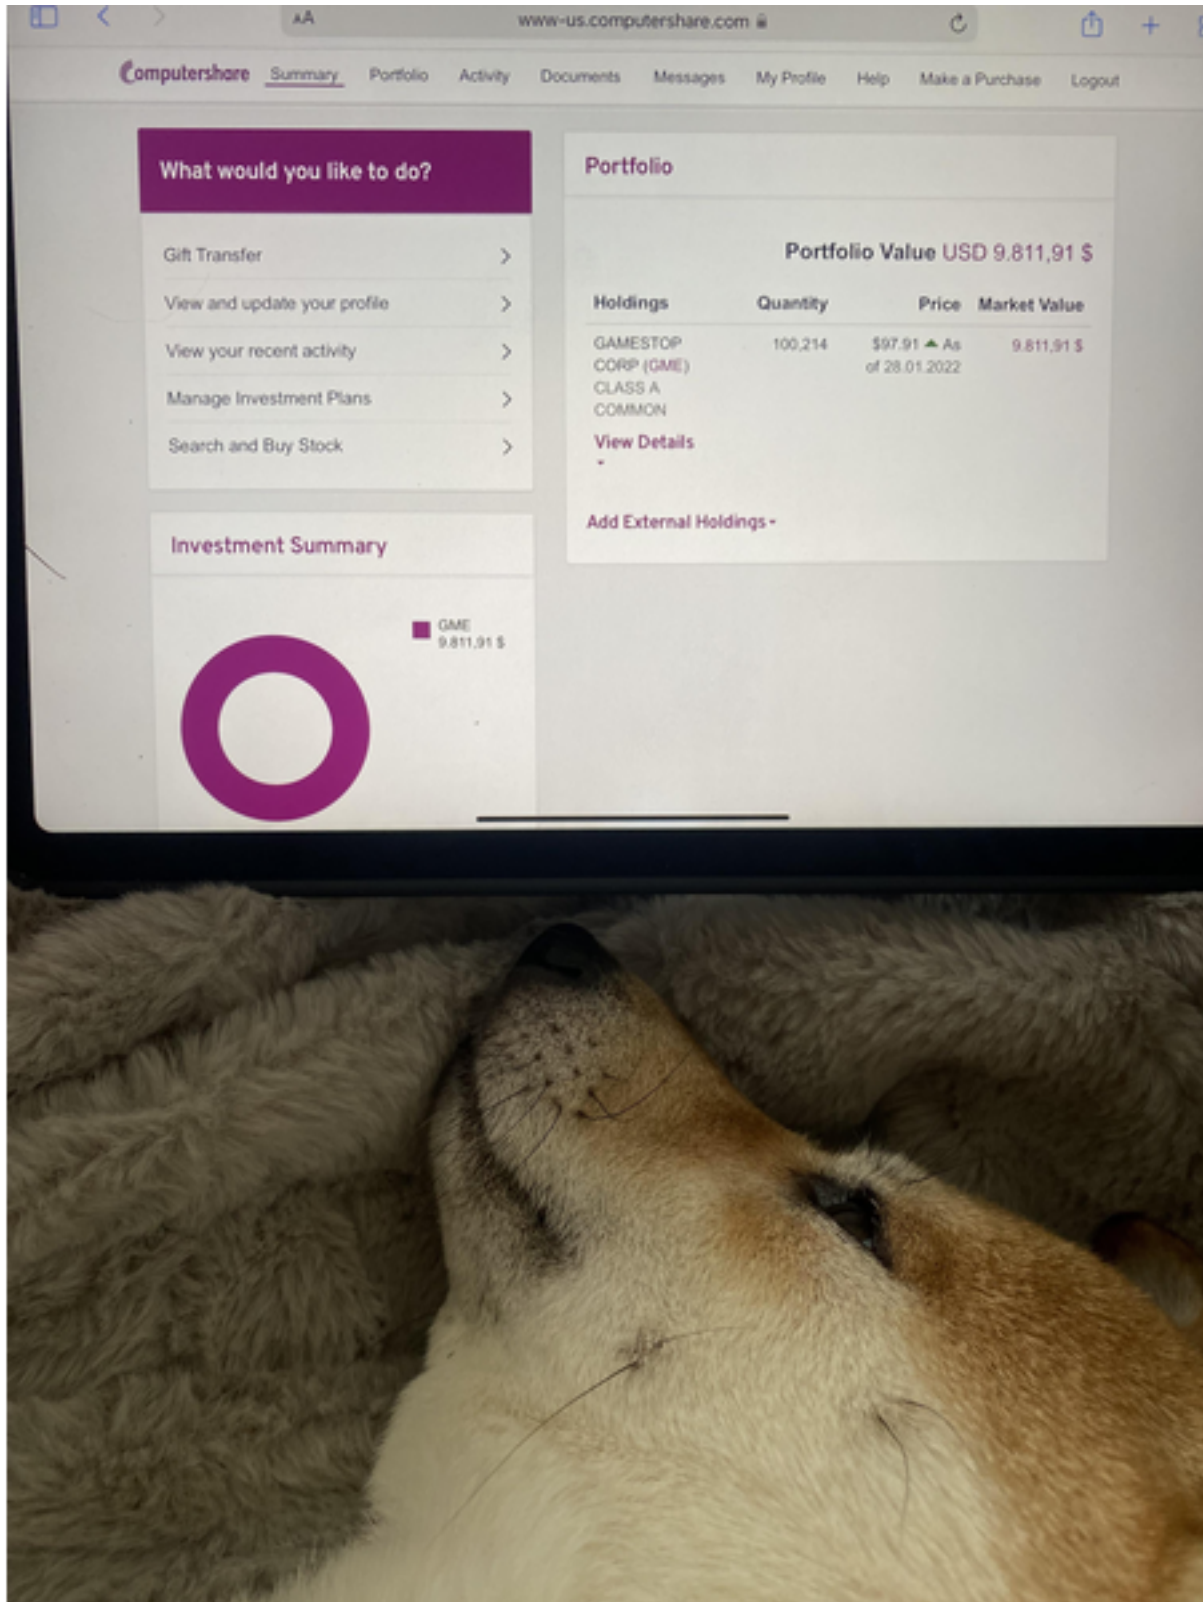 AA
www-us.computershare.com
Computershare Summary Portfolio Activity Documents Messages My Profile Help Make a Purchase Logout
What would you like to do?
Gift Transfer
View and update your profile
View your recent activity
Manage Investment Plans
Search and Buy Stock
Portfolio
Portfolio Value USD 9.811,91 $
Holdings Quantity Price Market Value
GAMESTOP 100,214 $97.91 ▲ As 9.811,91 $
CORP (GME) of 28.01.2022
CLASS A
COMMON
View Details
Add External Holdings
Investment Summary
GME
9.811,91 $